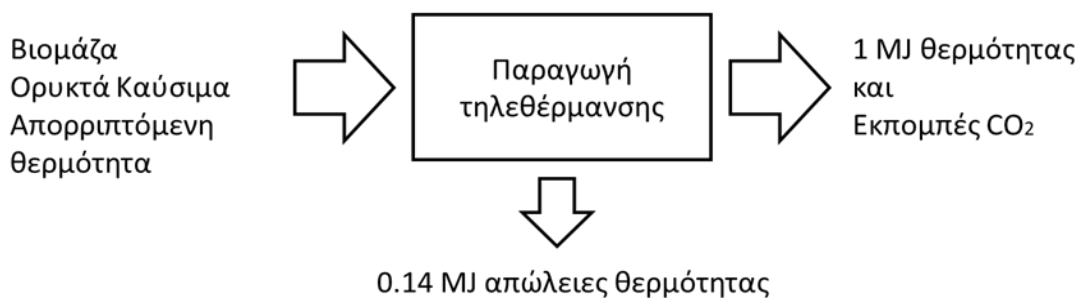 Βιομάζα
Ορυκτά Καύσιμα
Απορριπτόμενη
θερμότητα
Παραγωγή
τηλεθέρμανσης
1 MJ θερμότητας
και
Εκπομπές CO₂
0.14 MJ απώλειες θερμότητας